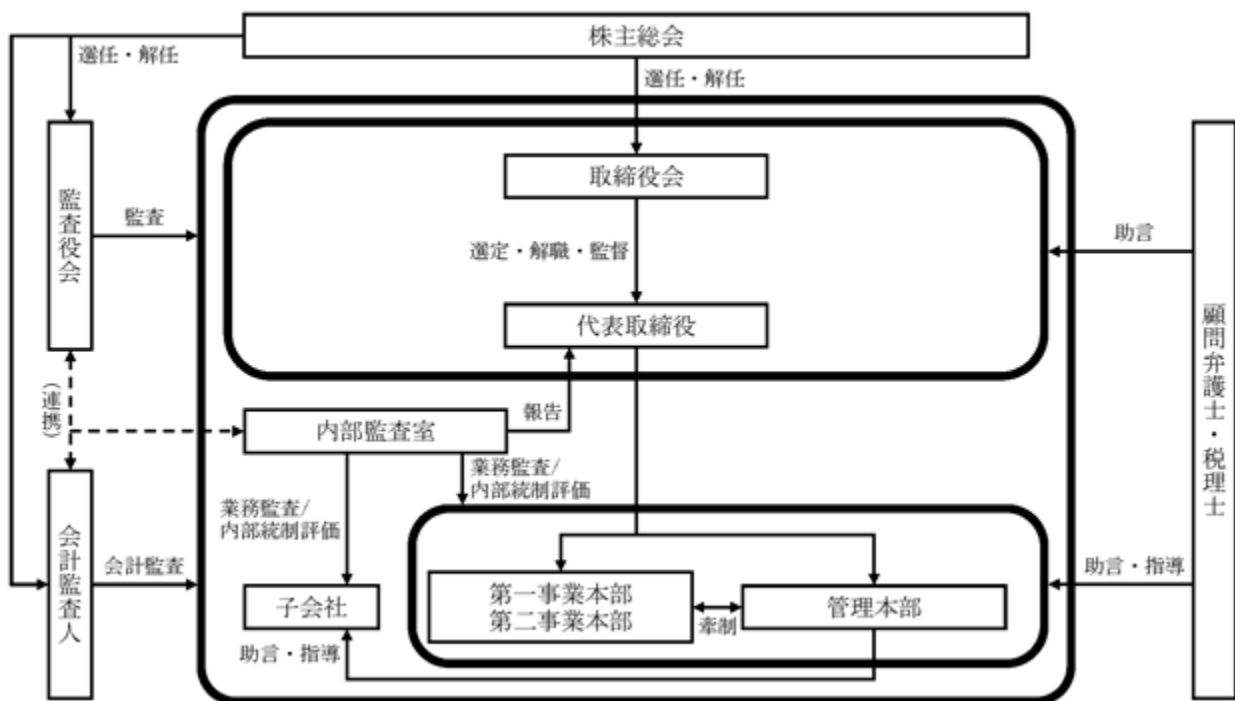 株主総会
選任・解任
選任・解任
取締役会
監査役会
監査
選定・解職・監督
助言
代表取締役
顧問弁護士・税理士
(連携)
報告
内部監査室
業務監査/
内部統制評価
業務監査/
内部統制評価
会計監査人
会計監査
助言・指導
子会社
第一事業本部
第二事業本部
牽制
管理本部
助言・指導